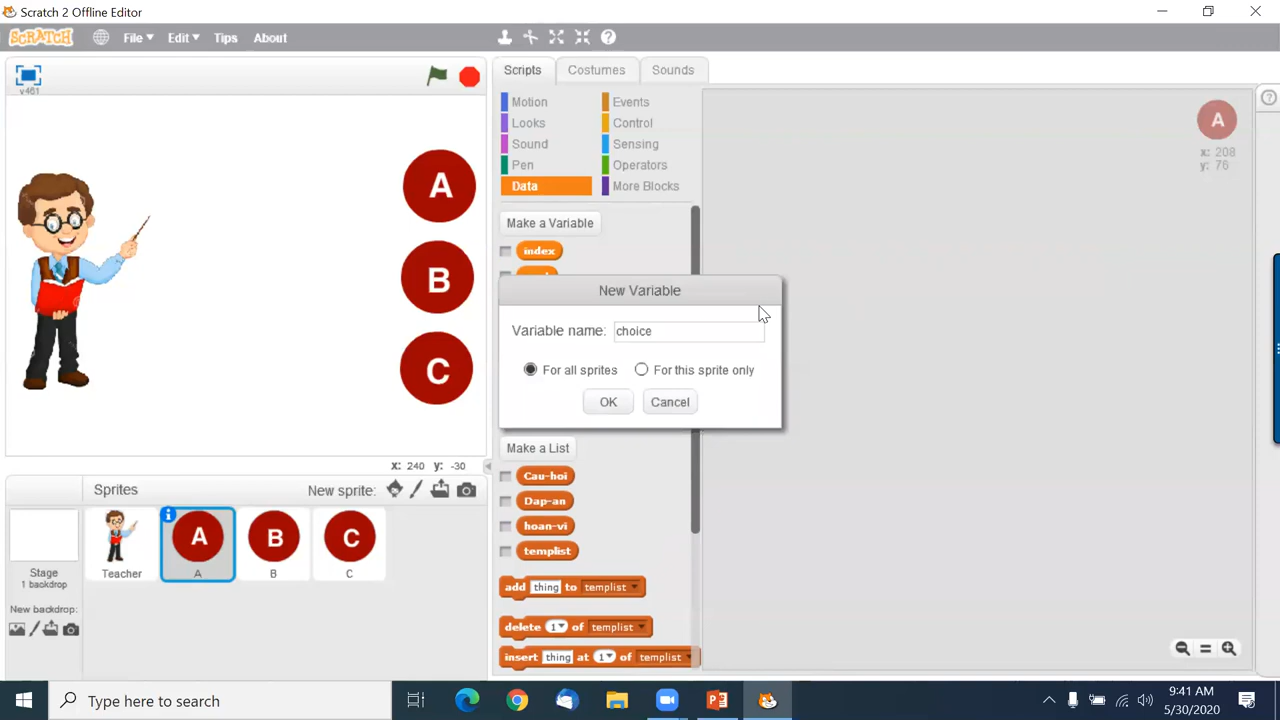 Scratch 2 Offline Editor
SCRATCH File Edit Tips About
v461
Scripts Costumes Sounds
Motion Events
Looks Control
Sound Sensing
Pen Operators
Data More Blocks
Make a Variable
index
New Variable
Variable name: choice
For all sprites For this sprite only
OK Cancel
Make a List
Cau-hoi
Dap-an
hoan-vi
templist
add thing to templist
delete 1 of templist
insert thing at 1 of templist
A
x: 208
y: 76
A
B
C
x: 240 y: -30
Sprites New sprite:
Stage
1 backdrop
New backdrop:
Teacher
A
A
B
B
C
C
Type here to search
9:41 AM
5/30/2020